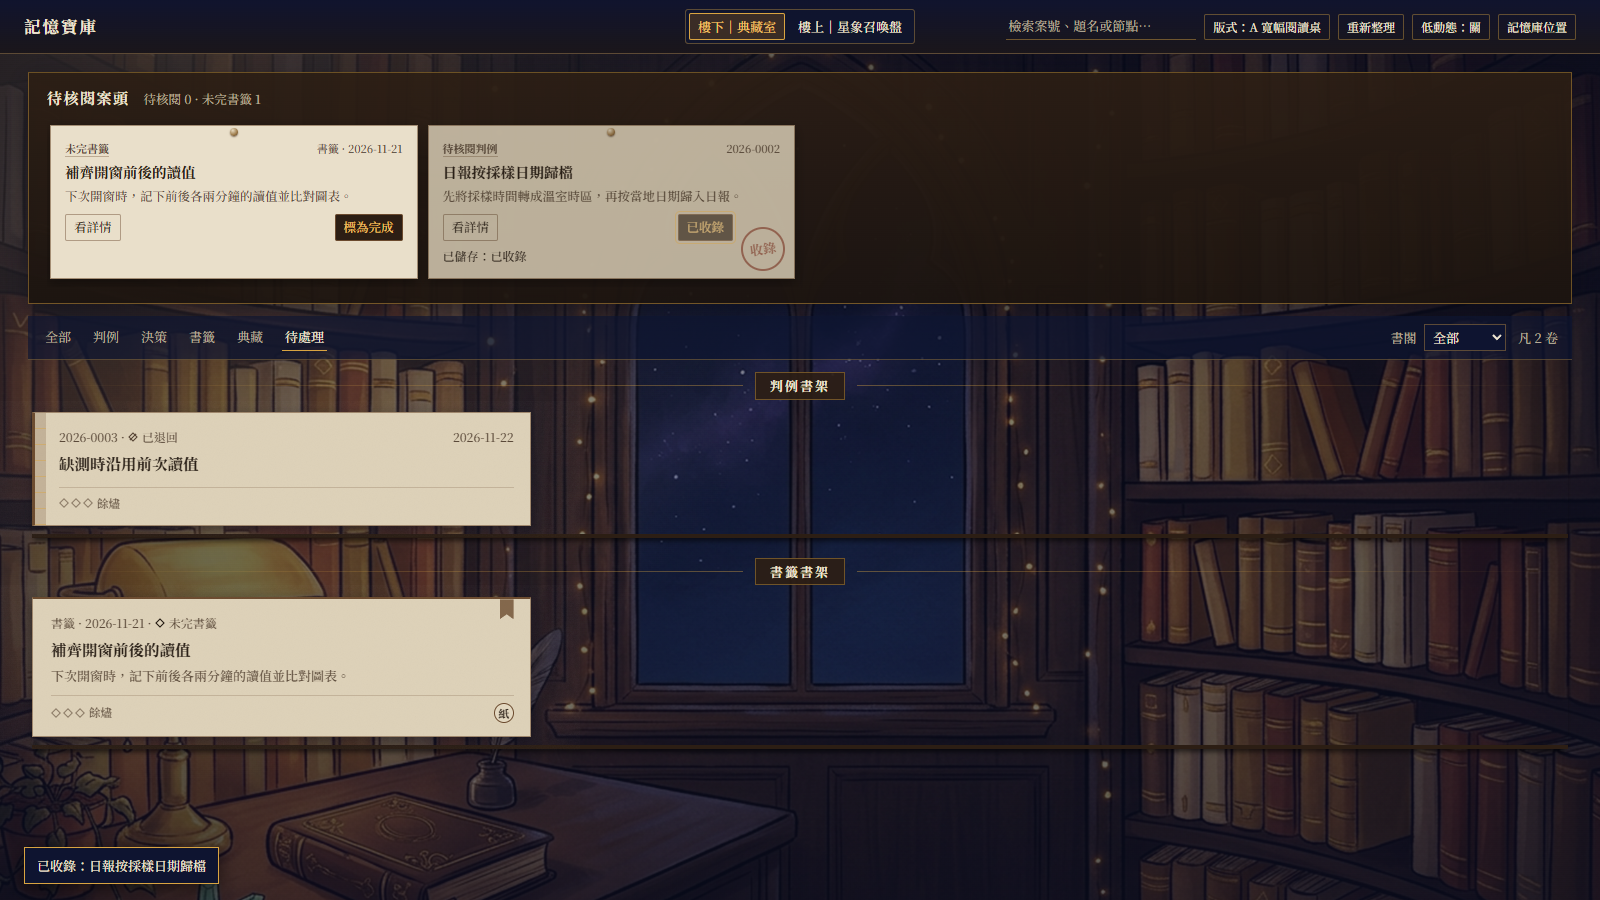 記憶寶庫
樓下｜典藏室
樓上｜星象召喚盤
檢索案號、題名或節點…
版式：A 寬幅閱讀桌
重新整理
低動態：關
記憶庫位置
待核閱案頭
待核閱 0 · 未完書籤 1
未完書籤
書籤 · 2026-11-21
補齊開窗前後的讀值
下次開窗時，記下前後各兩分鐘的讀值並比對圖表。
看詳情
標為完成
待核閱判例
2026-0002
日報按採樣日期歸檔
先將採樣時間轉成溫室時區，再按當地日期歸入日報。
看詳情
已收錄
已儲存：已收錄
收錄
全部
判例
決策
書籤
典藏
待處理
書閣
全部
凡 2 卷
判例書架
2026-0003 · 已退回
2026-11-22
缺測時沿用前次讀值
餘燼
書籤書架
書籤 · 2026-11-21 · 未完書籤
補齊開窗前後的讀值
下次開窗時，記下前後各兩分鐘的讀值並比對圖表。
餘燼
紙
已收錄：日報按採樣日期歸檔